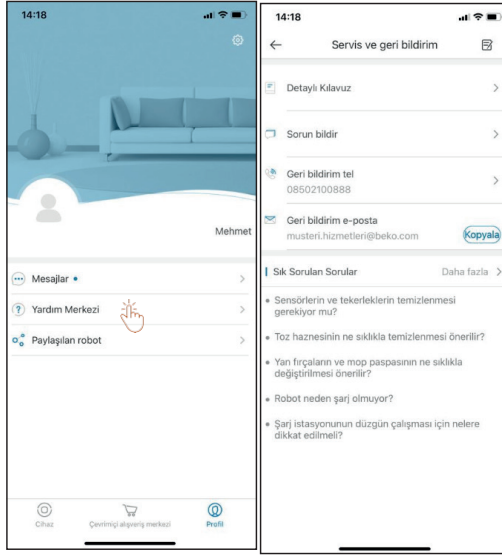 14:18
Mehmet
Mesajlar
Yardım Merkezi
Paylaşılan robot
Cihaz
Çevrimiçi alışveriş merkezi
Profil
14:18
Servis ve geri bildirim
Detaylı Kılavuz
Sorun bildir
Geri bildirim tel
08502100888
Geri bildirim e-posta
musteri.hizmetleri@beko.com
Kopyala
Sık Sorulan Sorular
Daha fazla
Sensörlerin ve tekerleklerin temizlenmesi
gerekiyor mu?
Toz haznesinin ne sıklıkla temizlenmesi önerilir?
Yan fırçaların ve mop paspasının ne sıklıkla
değiştirilmesi önerilir?
Robot neden şarj olmuyor?
Şarj istasyonunun düzgün çalışması için nelere
dikkat edilmeli?